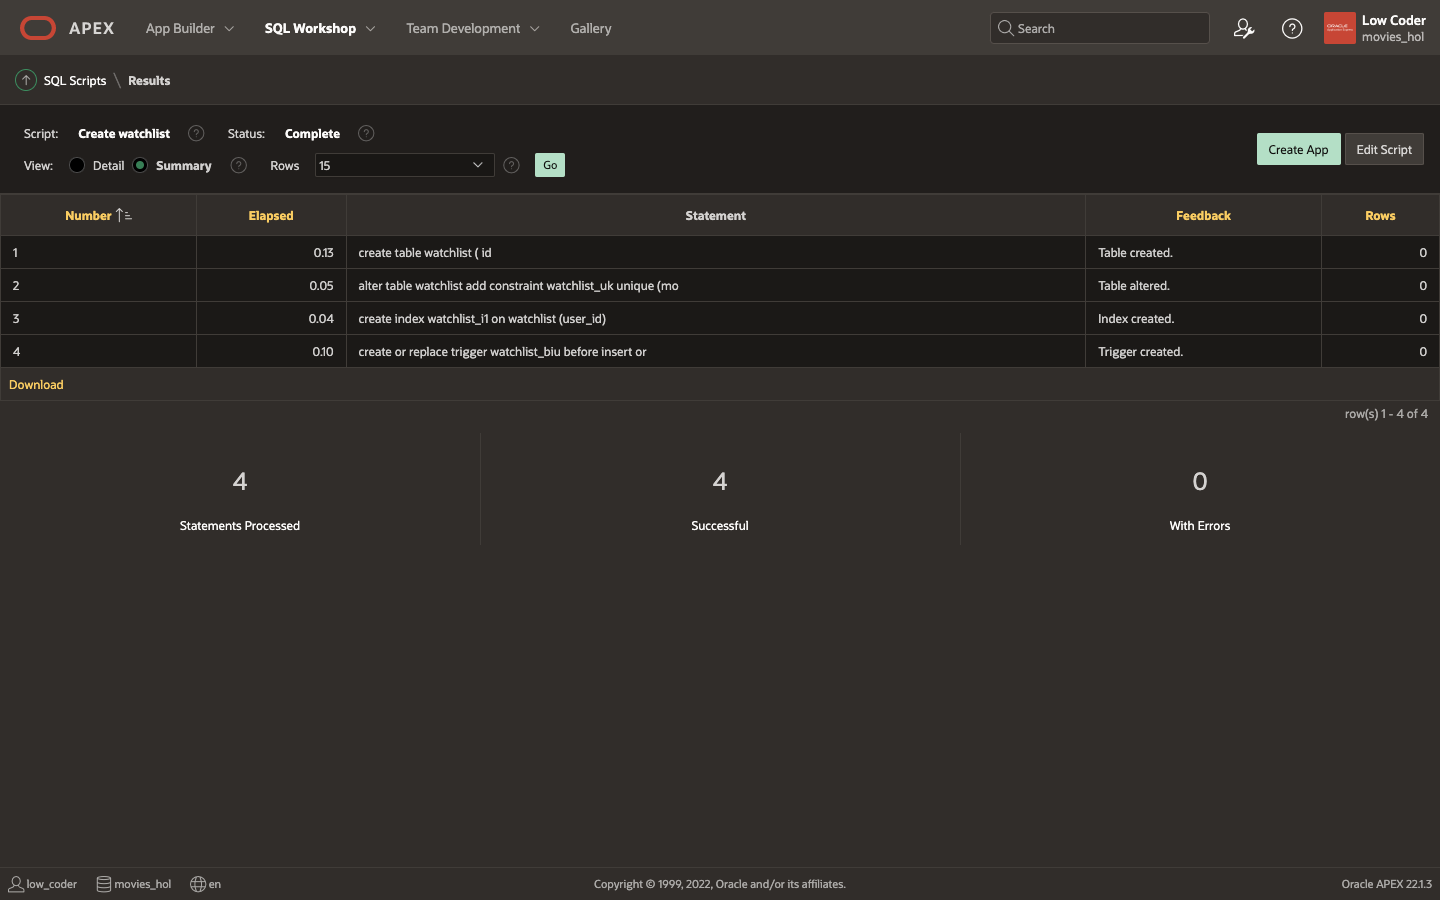 APEX App Builder SQL Workshop Team Development Gallery Search Low Coder
movies_hol
SQL Scripts \ Results
Script: Create watchlist ? Status: Complete ?
View: Detail Summary ? Rows 15 ? Go Create App Edit Script
Number Elapsed Statement Feedback Rows
1 0.13 create table watchlist ( id Table created. 0
2 0.05 alter table watchlist add constraint watchlist_uk unique (mo Table altered. 0
3 0.04 create index watchlist_i1 on watchlist (user_id) Index created. 0
4 0.10 create or replace trigger watchlist_biu before insert or Trigger created. 0
Download
row(s) 1 - 4 of 4
4 4 0
Statements Processed Successful With Errors
low_coder movies_hol en Copyright © 1999, 2022, Oracle and/or its affiliates. Oracle APEX 22.1.3